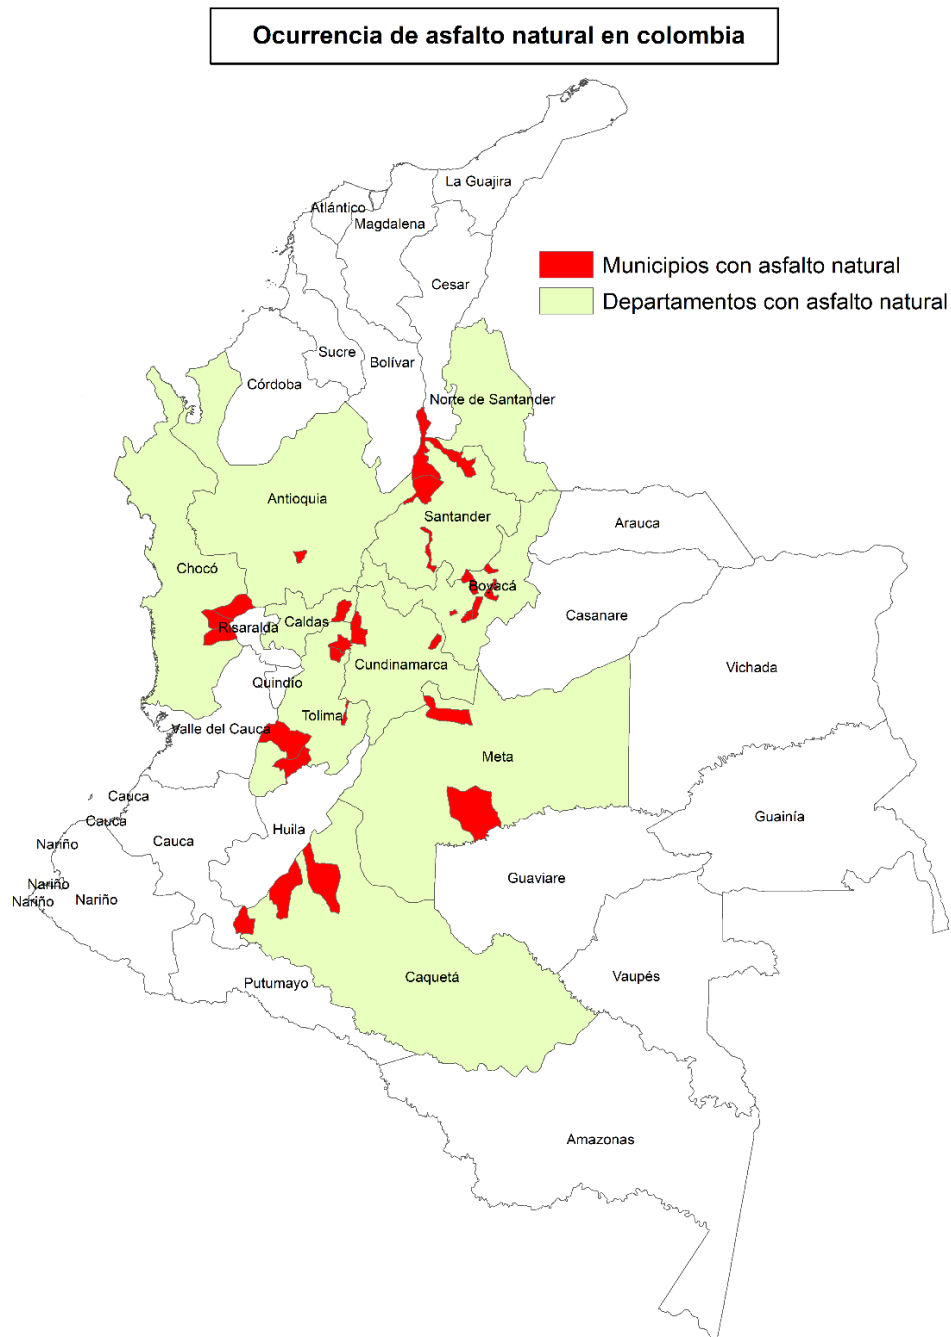 Ocurrencia de asfalto natural en colombia
La Guajira
Atlántico
Magdalena
Municipios con asfalto natural
Cesar
Departamentos con asfalto natural
Sucre
Bolívar
Córdoba
Norte de Santander
Antioquia
Santander
Arauca
Chocó
Boyacá
Casanare
Caldas
Risaralda
Cundinamarca
Vichada
Quindío
Tolima
Valle del Cauca
Meta
Cauca
Guainía
Cauca
Huila
Nariño
Cauca
Guaviare
Nariño
Nariño
Nariño
Caquetá
Vaupés
Putumayo
Amazonas